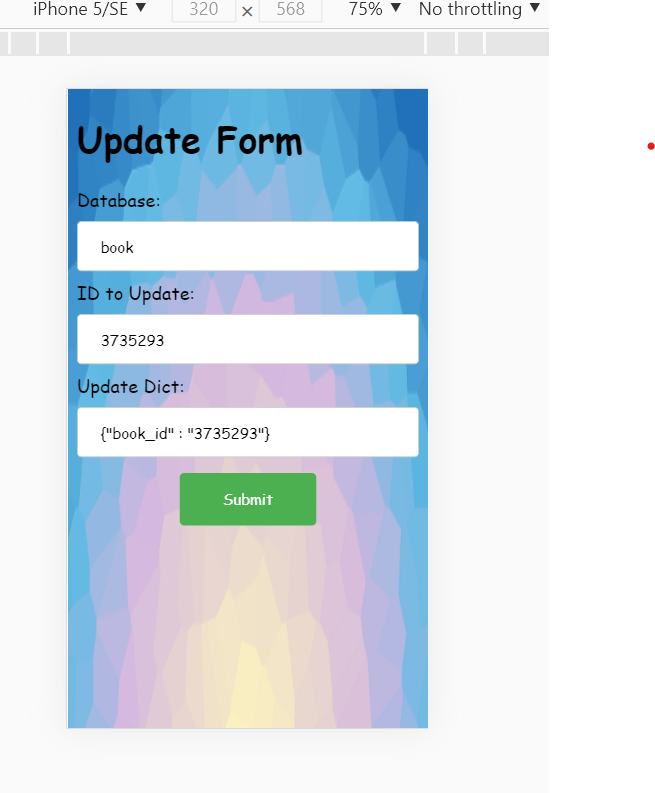 iPhone 5/SE ▼ 320 × 568 75% ▼ No throttling ▼
Update Form
Database:
book
ID to Update:
3735293
Update Dict:
{"book_id" : "3735293"}
Submit